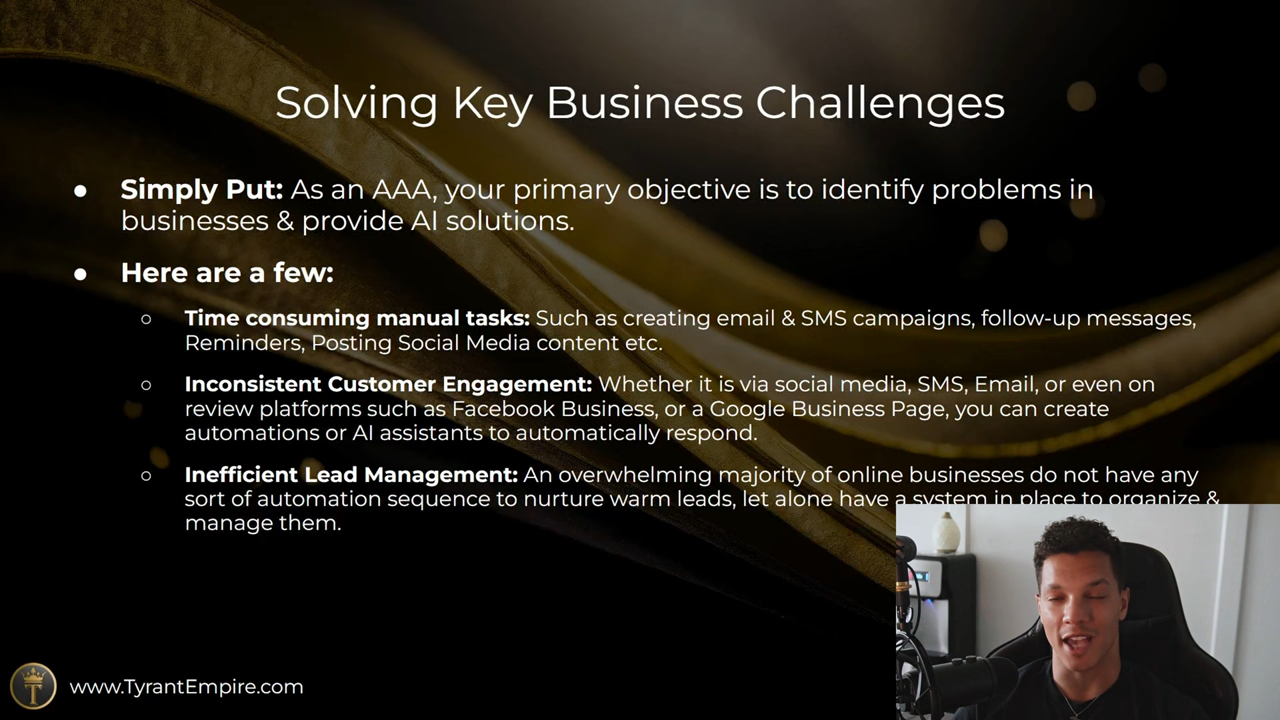 Solving Key Business Challenges
● Simply Put: As an AAA, your primary objective is to identify problems in
businesses & provide AI solutions.
● Here are a few:
○ Time consuming manual tasks: Such as creating email & SMS campaigns, follow-up messages,
Reminders, Posting Social Media content etc.
○ Inconsistent Customer Engagement: Whether it is via social media, SMS, Email, or even on
review platforms such as Facebook Business, or a Google Business Page, you can create
automations or AI assistants to automatically respond.
○ Inefficient Lead Management: An overwhelming majority of online businesses do not have any
sort of automation sequence to nurture warm leads, let alone have a system in place to organize &
manage them.
T
www.TyrantEmpire.com